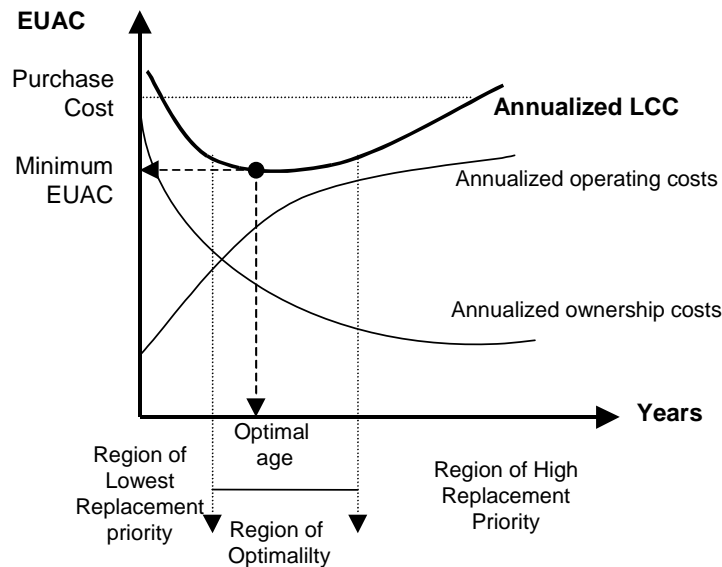 EUAC
Purchase
Cost
Annualized LCC
Minimum
EUAC
Annualized operating costs
Annualized ownership costs
Years
Optimal
age
Region of
Lowest
Replacement
priority
Region of High
Replacement
Priority
Region of
Optimalilty